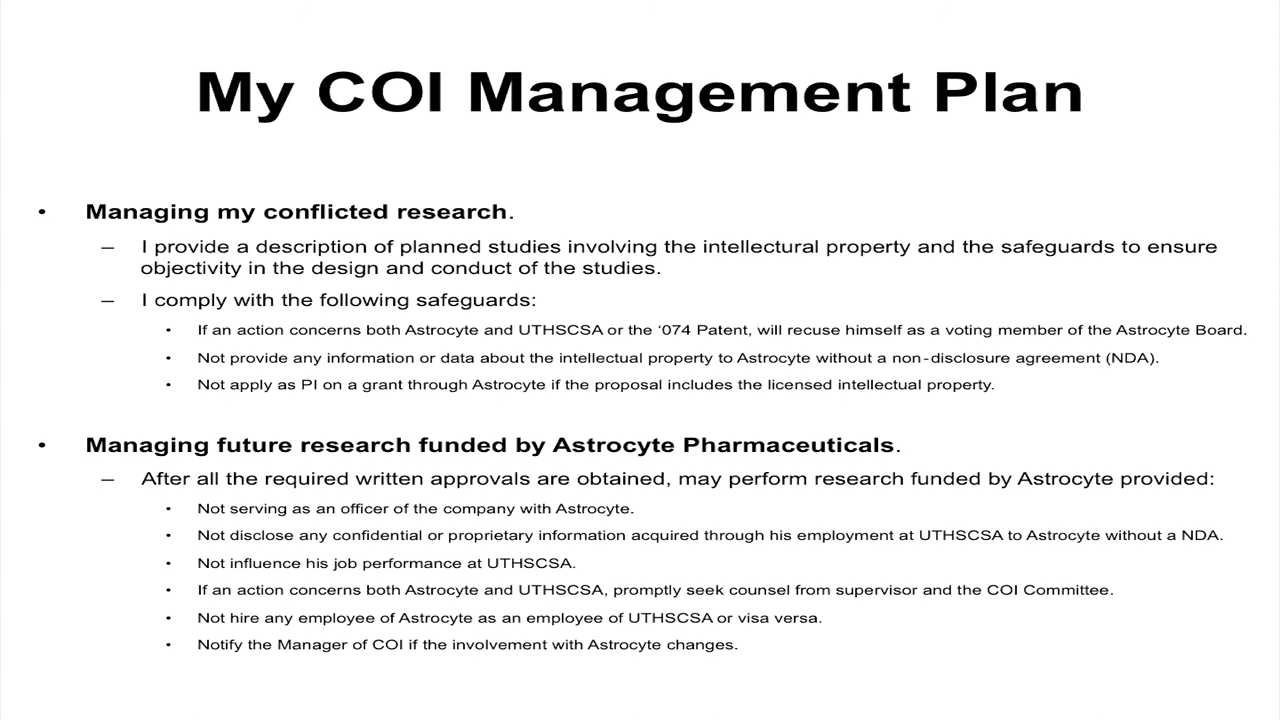 My COI Management Plan
• Managing my conflicted research.
– I provide a description of planned studies involving the intellectural property and the safeguards to ensure
objectivity in the design and conduct of the studies.
– I comply with the following safeguards:
• If an action concerns both Astrocyte and UTHSCSA or the ‘074 Patent, will recuse himself as a voting member of the Astrocyte Board.
• Not provide any information or data about the intellectual property to Astrocyte without a non-disclosure agreement (NDA).
• Not apply as PI on a grant through Astrocyte if the proposal includes the licensed intellectual property.
• Managing future research funded by Astrocyte Pharmaceuticals.
– After all the required written approvals are obtained, may perform research funded by Astrocyte provided:
• Not serving as an officer of the company with Astrocyte.
• Not disclose any confidential or proprietary information acquired through his employment at UTHSCSA to Astrocyte without a NDA.
• Not influence his job performance at UTHSCSA.
• If an action concerns both Astrocyte and UTHSCSA, promptly seek counsel from supervisor and the COI Committee.
• Not hire any employee of Astrocyte as an employee of UTHSCSA or visa versa.
• Notify the Manager of COI if the involvement with Astrocyte changes.